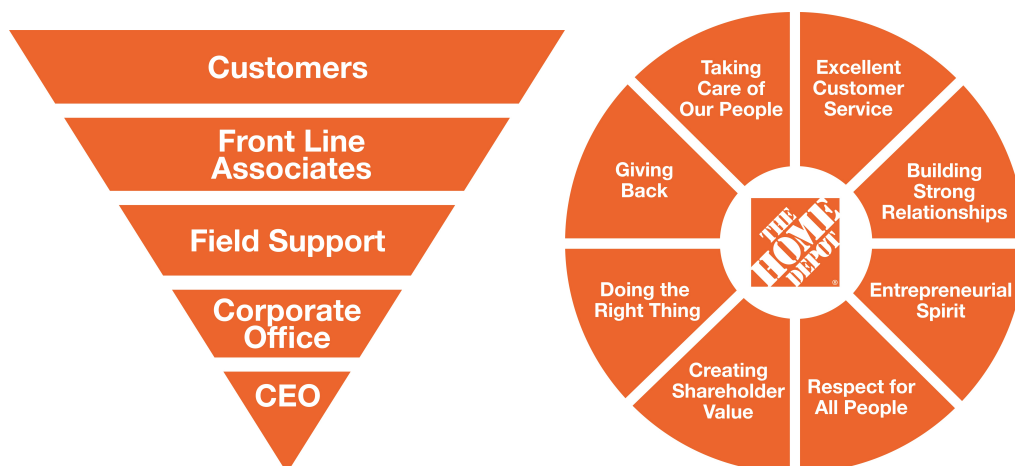 Customers
Front Line
Associates
Field Support
Corporate
Office
CEO
Taking
Care of
Our People
Excellent
Customer
Service
Building
Strong
Relationships
Entrepreneurial
Spirit
Respect for
All People
Creating
Shareholder
Value
Doing the
Right Thing
Giving
Back
THE
HOME
DEPOT
®